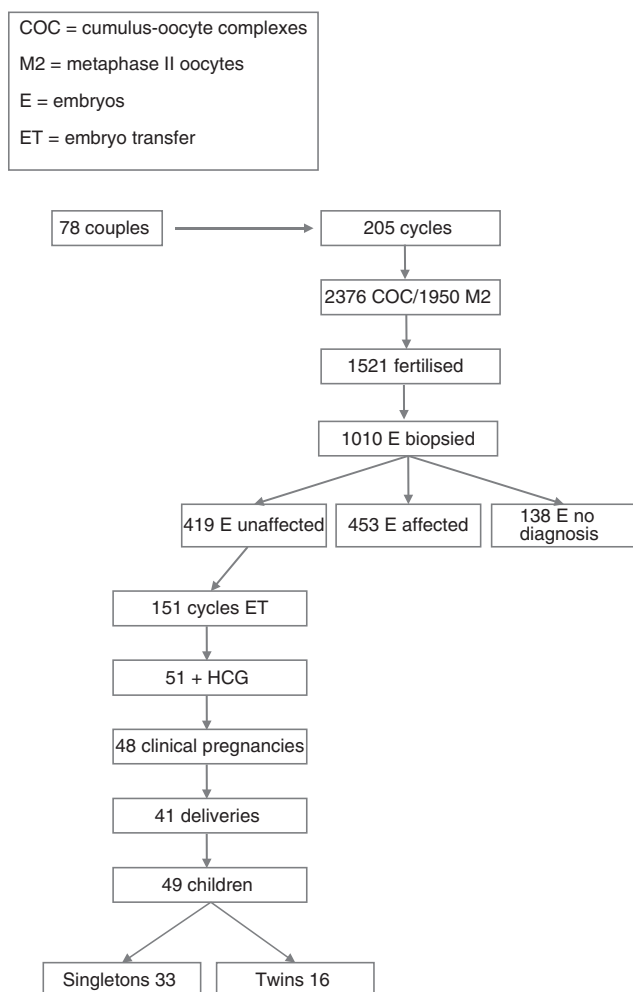 COC = cumulus-oocyte complexes
M2 = metaphase II oocytes
E = embryos
ET = embryo transfer
78 couples
205 cycles
2376 COC/1950 M2
1521 fertilised
1010 E biopsied
419 E unaffected
453 E affected
138 E no
diagnosis
151 cycles ET
51 + HCG
48 clinical pregnancies
41 deliveries
49 children
Singletons 33
Twins 16